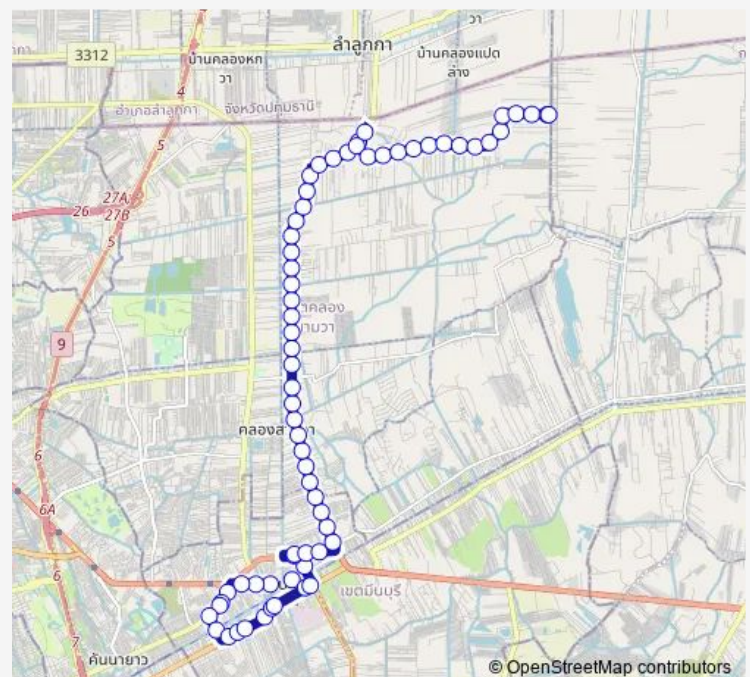 วา
ลำลูกกา
3312
บ้านคลองหก
วา
บ้านคลองแปด
ล่าง
4
อำเภอลำลูกกา
จังหวัดปทุมธานี
5
27A
27B
26
5
9
คลองส
6
6A
6
เขตมีนบุรี
7
คันนายาว
© OpenStreetMap contributors